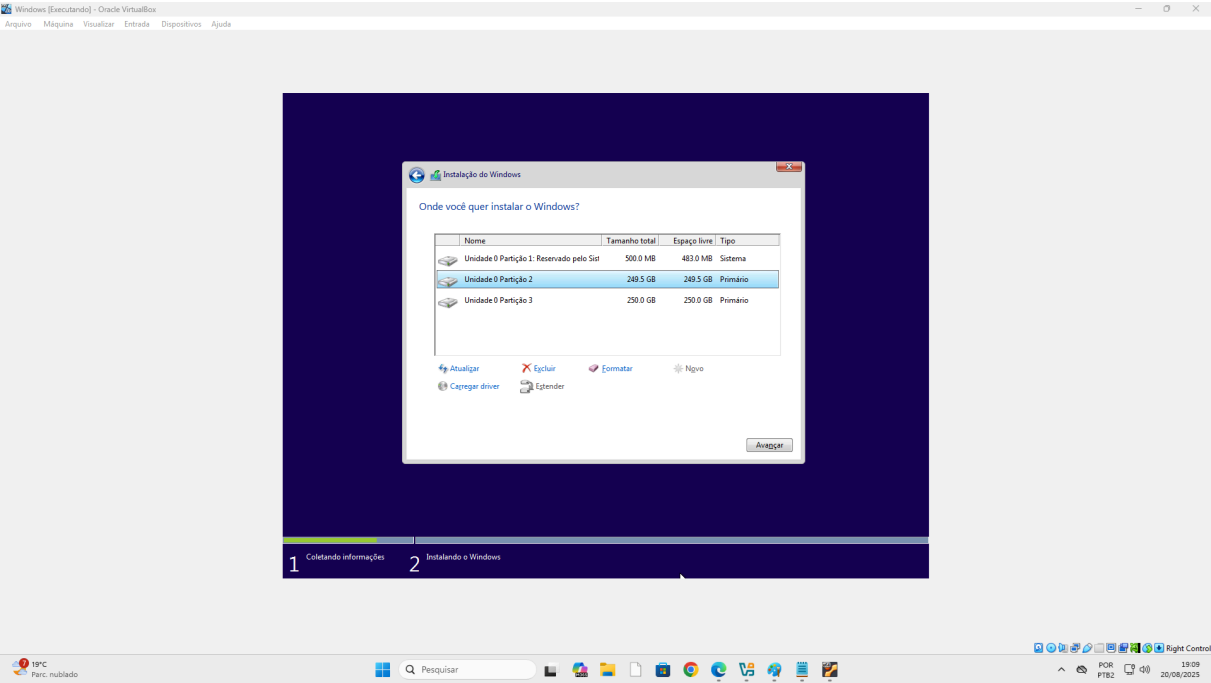 Windows [Executando] - Oracle VirtualBox
Arquivo Máquina Visualizar Entrada Dispositivos Ajuda
Instalação do Windows
Onde você quer instalar o Windows?
Nome Tamanho total Espaço livre Tipo
Unidade 0 Partição 1: Reservado pelo Sist 500.0 MB 483.0 MB Sistema
Unidade 0 Partição 2 249.5 GB 249.5 GB Primário
Unidade 0 Partição 3 250.0 GB 250.0 GB Primário
Atualizar Excluir Formatar Novo
Carregar driver Estender
Avançar
1 Coletando informações 2 Instalando o Windows
Right Control
7 19°C
Parc. nublado
Pesquisar
POR
PTB2
19:09
20/08/2025